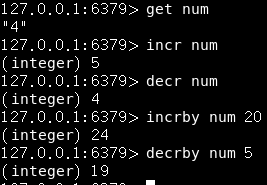 127.0.0.1:6379> get num
"4"
127.0.0.1:6379> incr num
(integer) 5
127.0.0.1:6379> decr num
(integer) 4
127.0.0.1:6379> incrby num 20
(integer) 24
127.0.0.1:6379> decrby num 5
(integer) 19
127.0.0.1:6379>